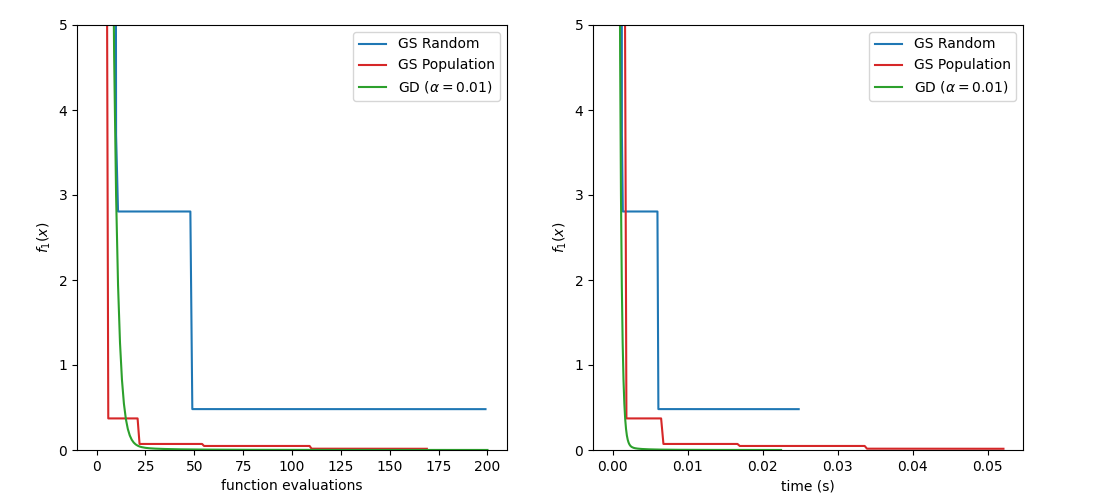 5
4
3
2
1
0
f₁(x)
0 25 50 75 100 125 150 175 200
function evaluations
GS Random
GS Population
GD (α = 0.01)
5
4
3
2
1
0
f₁(x)
0.00 0.01 0.02 0.03 0.04 0.05
time (s)
GS Random
GS Population
GD (α = 0.01)